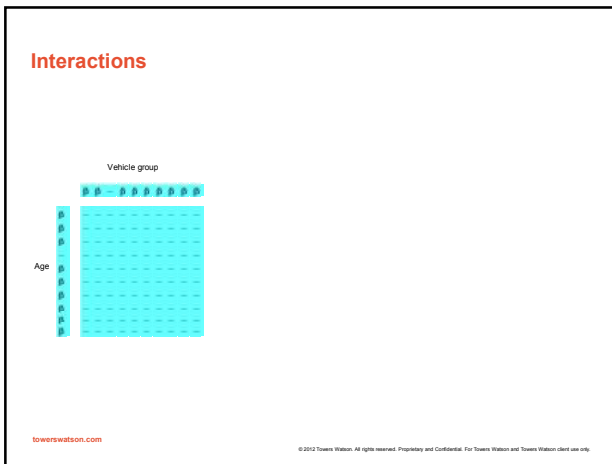 Interactions
Vehicle group
β β – β β β β β β β
β – – – – – – – – – –
β – – – – – – – – – –
β – – – – – – – – – –
– – – – – – – – – – –
Age β – – – – – – – – – –
β – – – – – – – – – –
β – – – – – – – – – –
β – – – – – – – – – –
β – – – – – – – – – –
β – – – – – – – – – –
towerswatson.com
© 2012 Towers Watson. All rights reserved. Proprietary and Confidential. For Towers Watson and Towers Watson client use only.